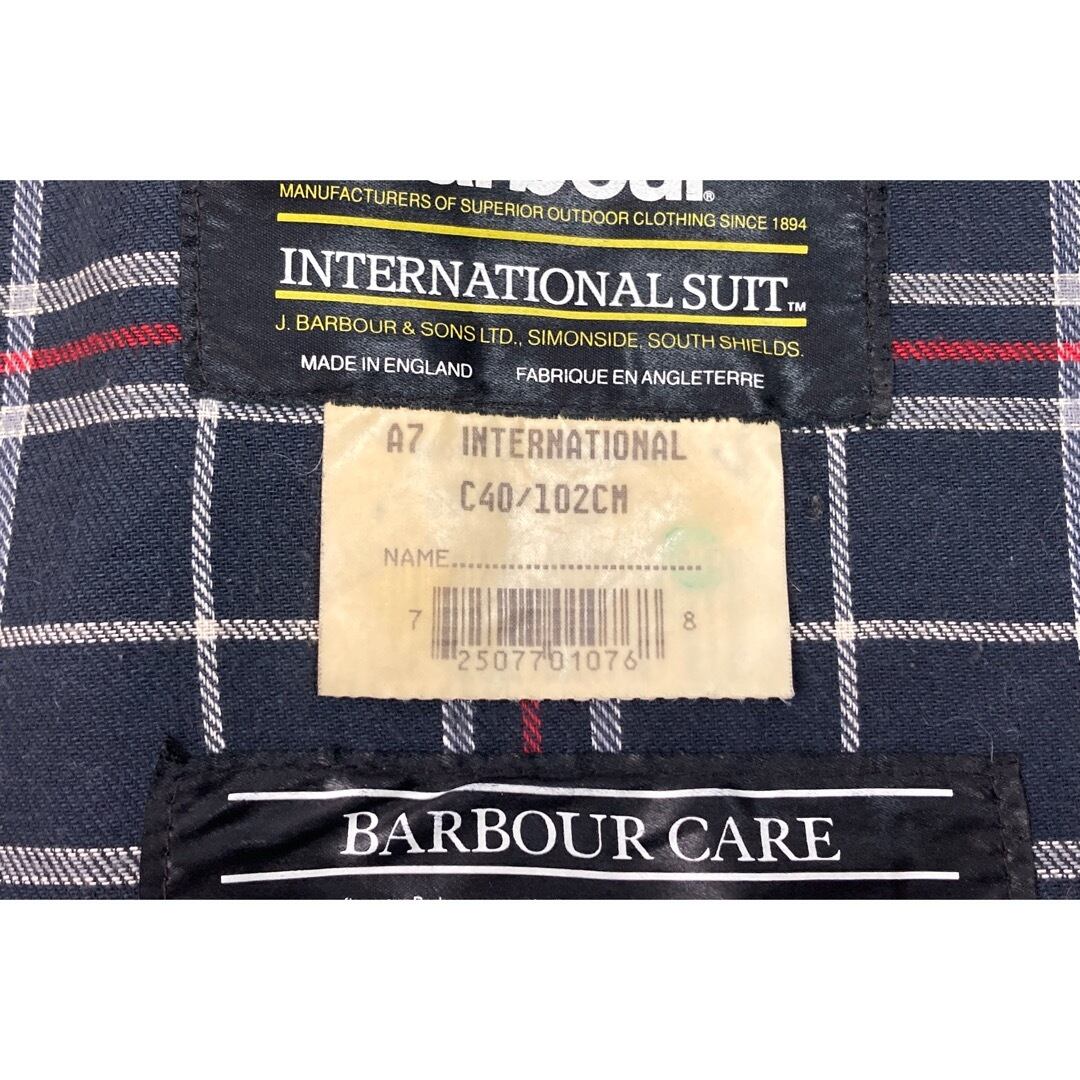 Barbour®
MANUFACTURERS OF SUPERIOR OUTDOOR CLOTHING SINCE 1894
INTERNATIONAL SUIT™
J. BARBOUR & SONS LTD., SIMONSIDE, SOUTH SHIELDS.
MADE IN ENGLAND FABRIQUE EN ANGLETERRE
A7 INTERNATIONAL
C40/102CM
NAME...............................
7 2507701076 8
BARBOUR CARE